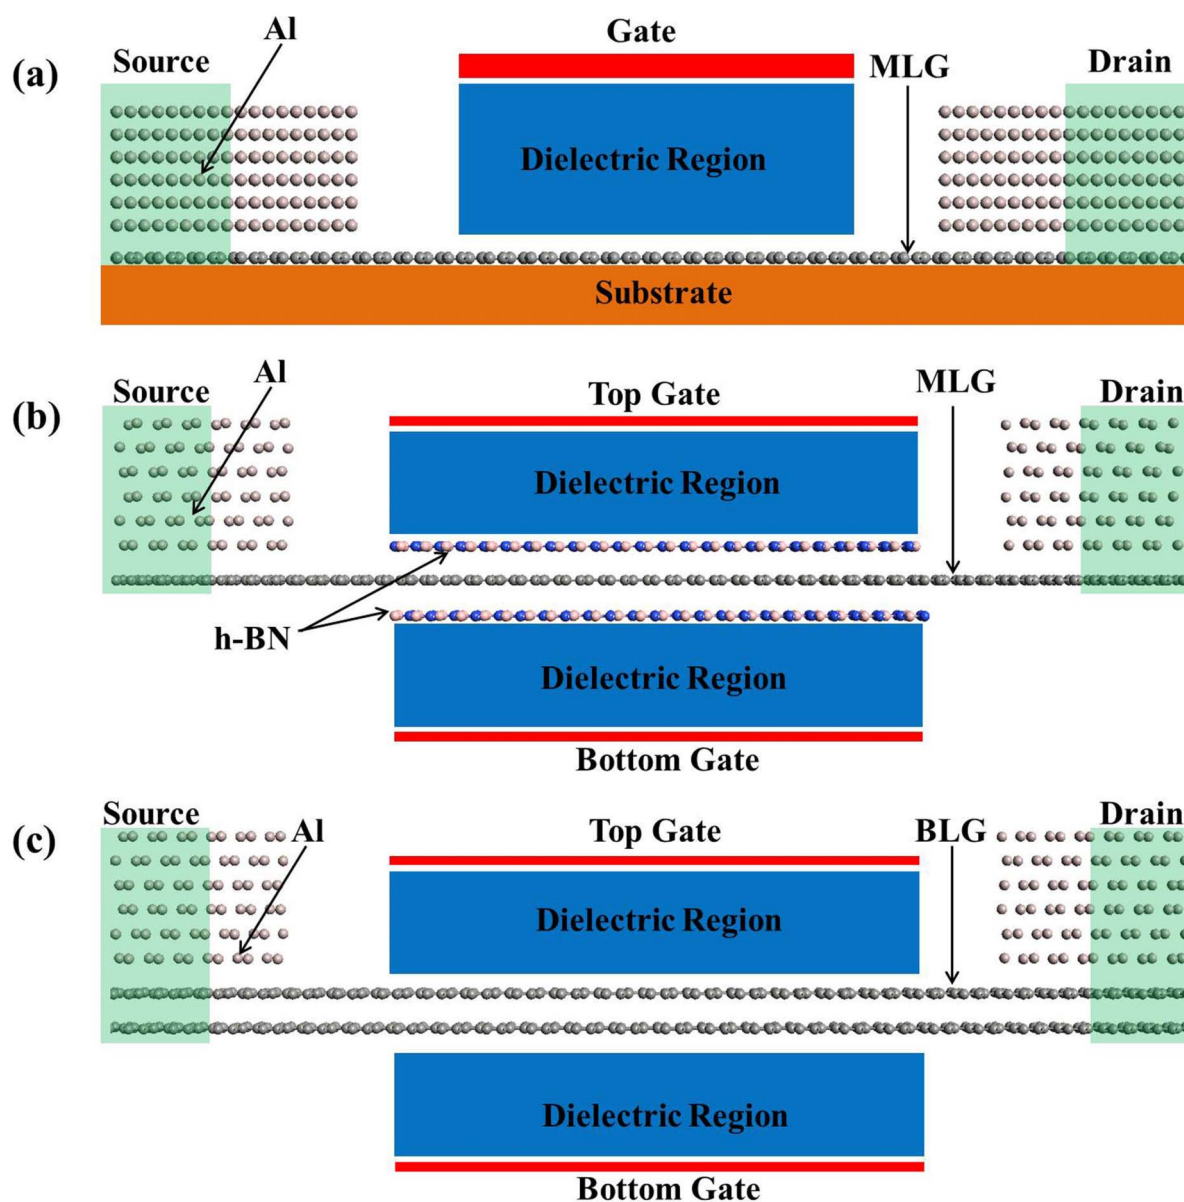 (a)
Source
Al
Gate
MLG
Drain
Dielectric Region
Substrate
(b)
Source
Al
Top Gate
MLG
Drain
Dielectric Region
h-BN
Dielectric Region
Bottom Gate
(c)
Source
Al
Top Gate
BLG
Drain
Dielectric Region
Dielectric Region
Bottom Gate